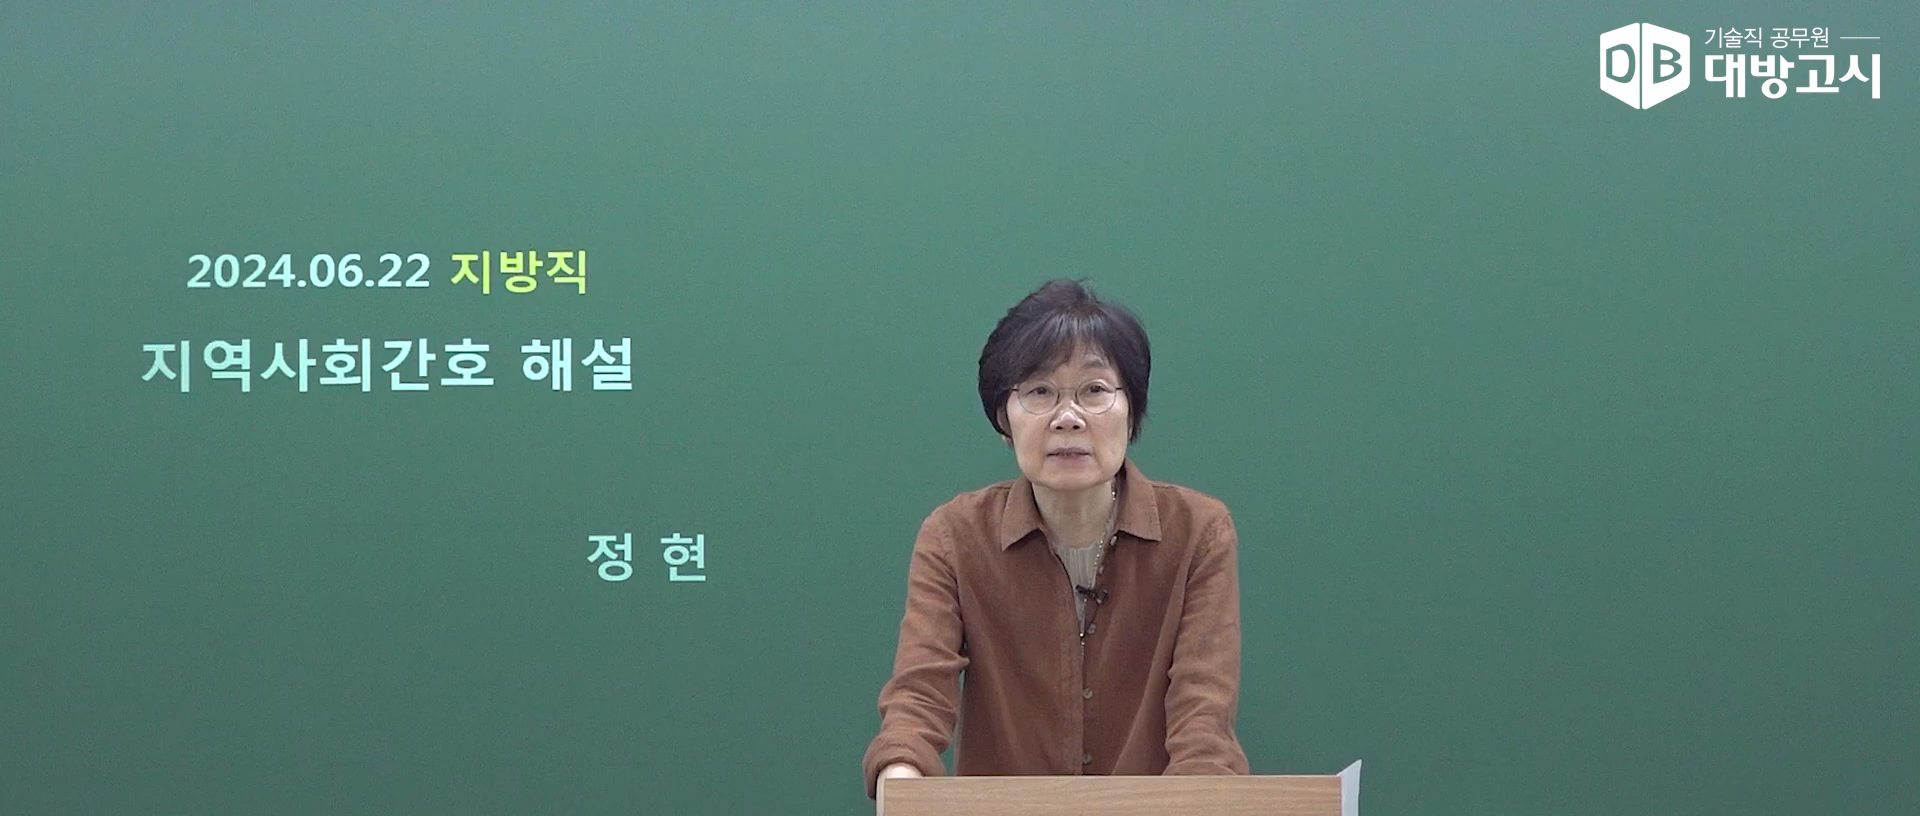 기술직 공무원
대방고시
DB
2024.06.22 지방직
지역사회간호 해설
정 현